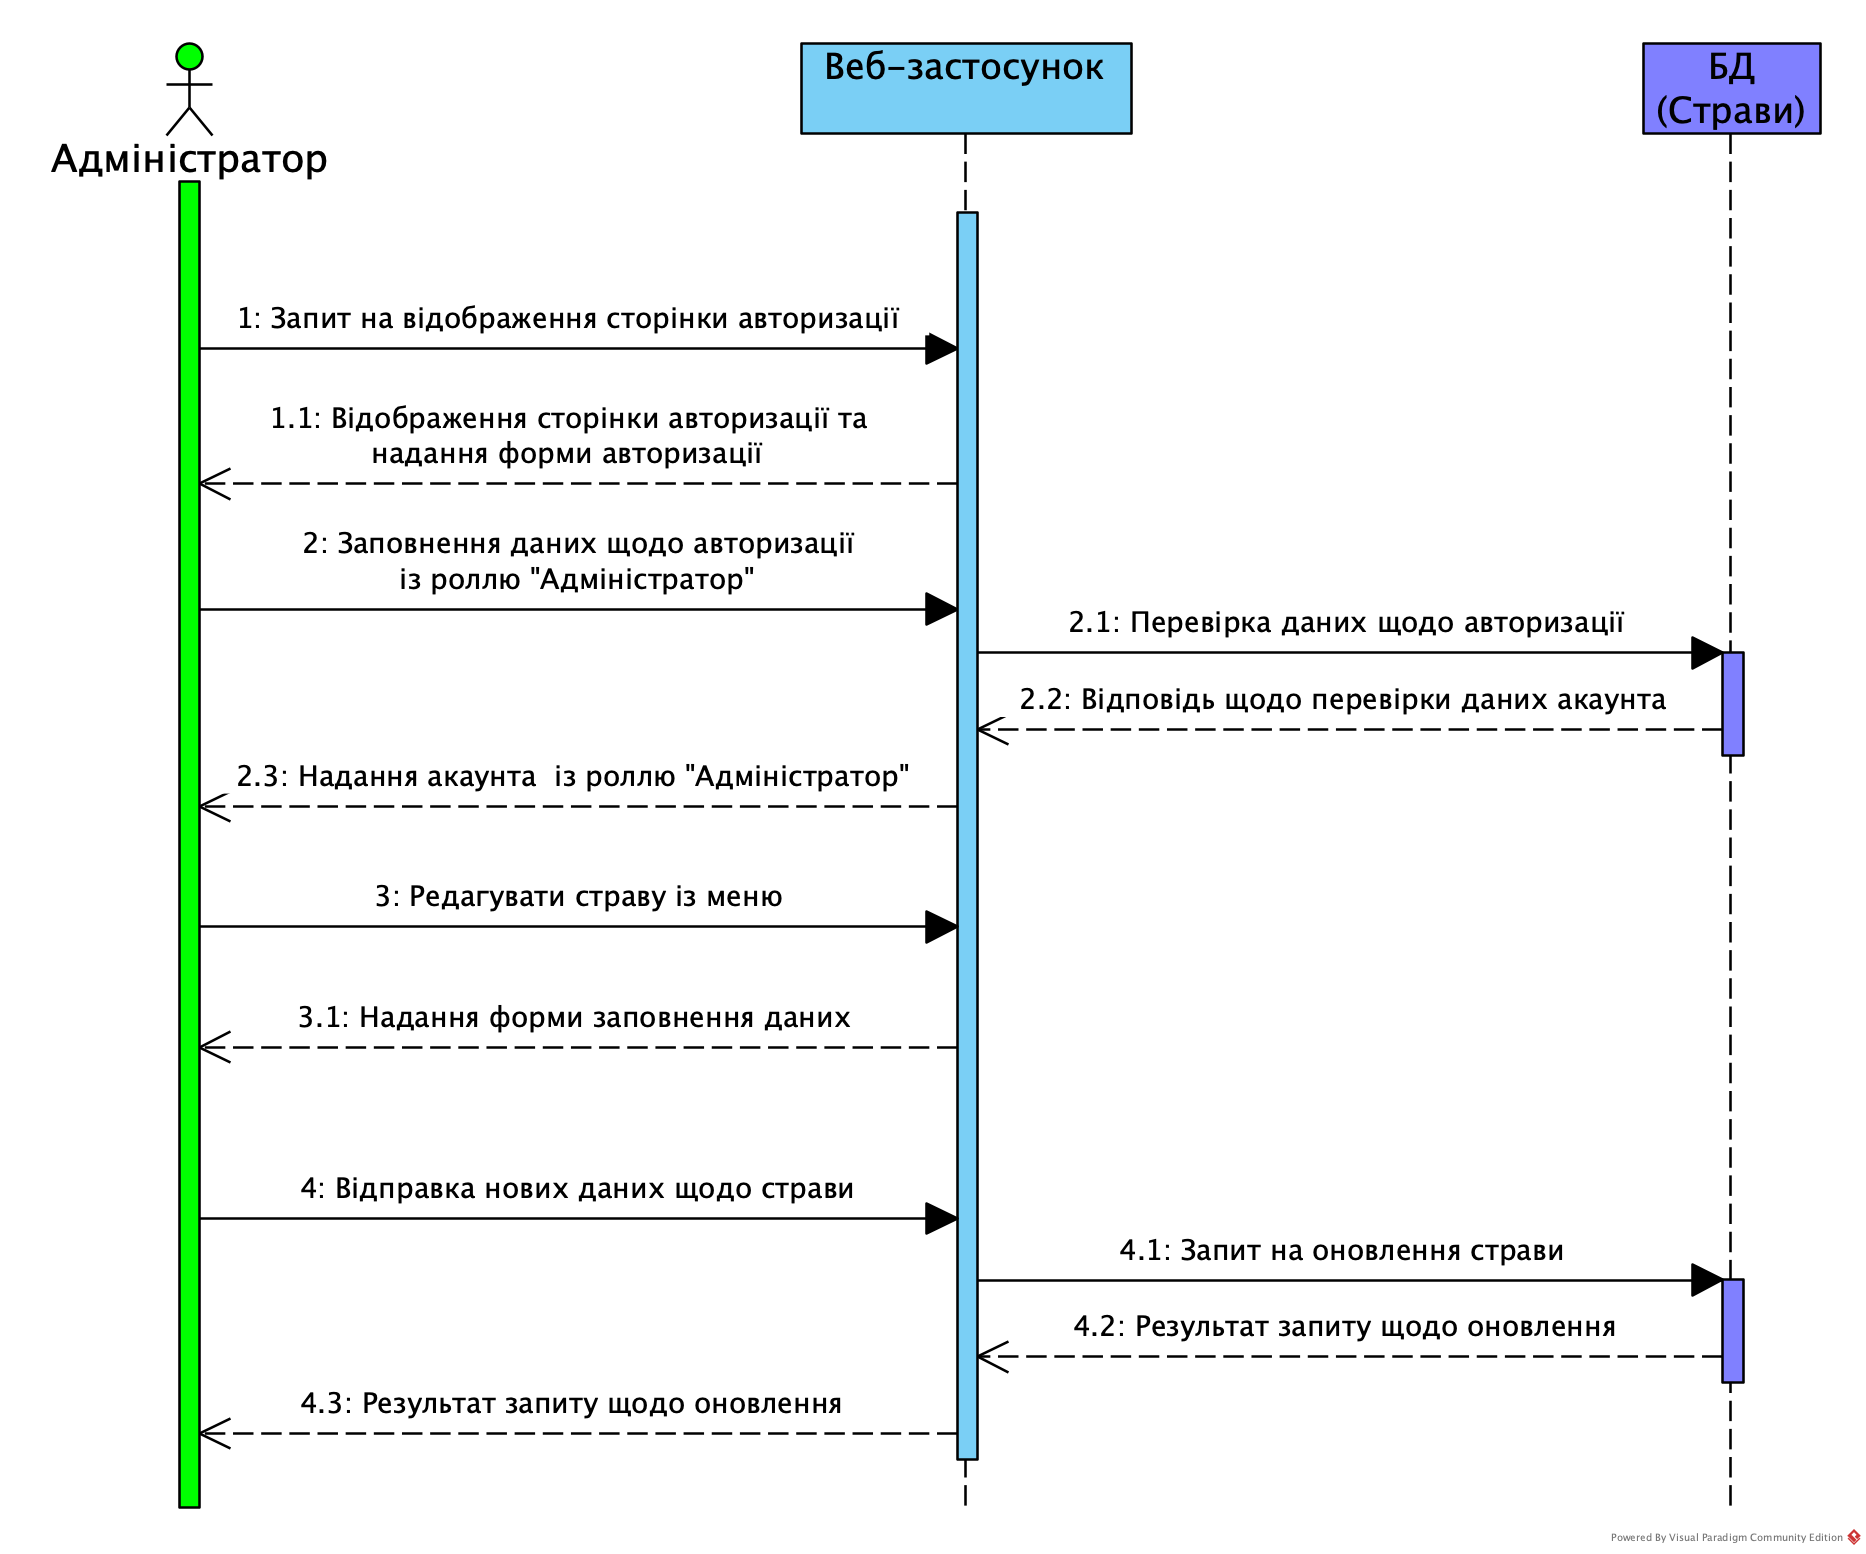 Адміністратор
Веб-застосунок
БД
(Страви)
1: Запит на відображення сторінки авторизації
1.1: Відображення сторінки авторизації та
надання форми авторизації
2: Заповнення даних щодо авторизації
із роллю "Адміністратор"
2.1: Перевірка даних щодо авторизації
2.2: Відповідь щодо перевірки даних акаунта
2.3: Надання акаунта  із роллю "Адміністратор"
3: Редагувати страву із меню
3.1: Надання форми заповнення даних
4: Відправка нових даних щодо страви
4.1: Запит на оновлення страви
4.2: Результат запиту щодо оновлення
4.3: Результат запиту щодо оновлення
Powered By Visual Paradigm Community Edition